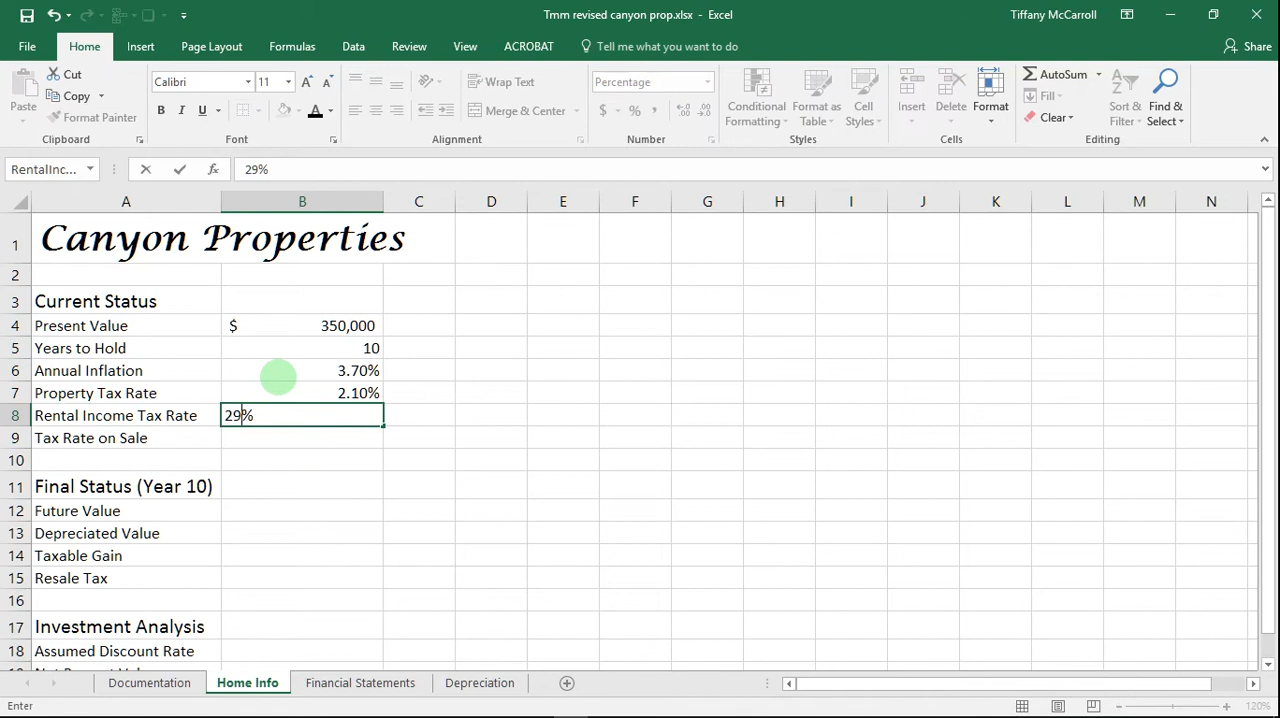 Tmm revised canyon prop.xlsx - Excel
Tiffany McCarroll
File Home Insert Page Layout Formulas Data Review View ACROBAT Tell me what you want to do Share
Paste
Cut
Copy
Format Painter
Clipboard
Calibri 11
B I U
Font
Wrap Text
Merge & Center
Alignment
Percentage
$ % ,
Number
Conditional Formatting
Format as Table
Cell Styles
Styles
Insert Delete Format
Cells
AutoSum
Fill
Clear
Sort & Filter
Find & Select
Editing
RentalInc... fx 29%
A B C D E F G H I J K L M N
1 Canyon Properties
2
3 Current Status
4 Present Value $ 350,000
5 Years to Hold 10
6 Annual Inflation 3.70%
7 Property Tax Rate 2.10%
8 Rental Income Tax Rate 29%
9 Tax Rate on Sale
10
11 Final Status (Year 10)
12 Future Value
13 Depreciated Value
14 Taxable Gain
15 Resale Tax
16
17 Investment Analysis
18 Assumed Discount Rate
Documentation Home Info Financial Statements Depreciation
Enter 120%